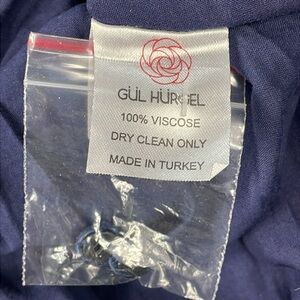 GÜL HÜRGEL
100% VISCOSE
DRY CLEAN ONLY
MADE IN TURKEY